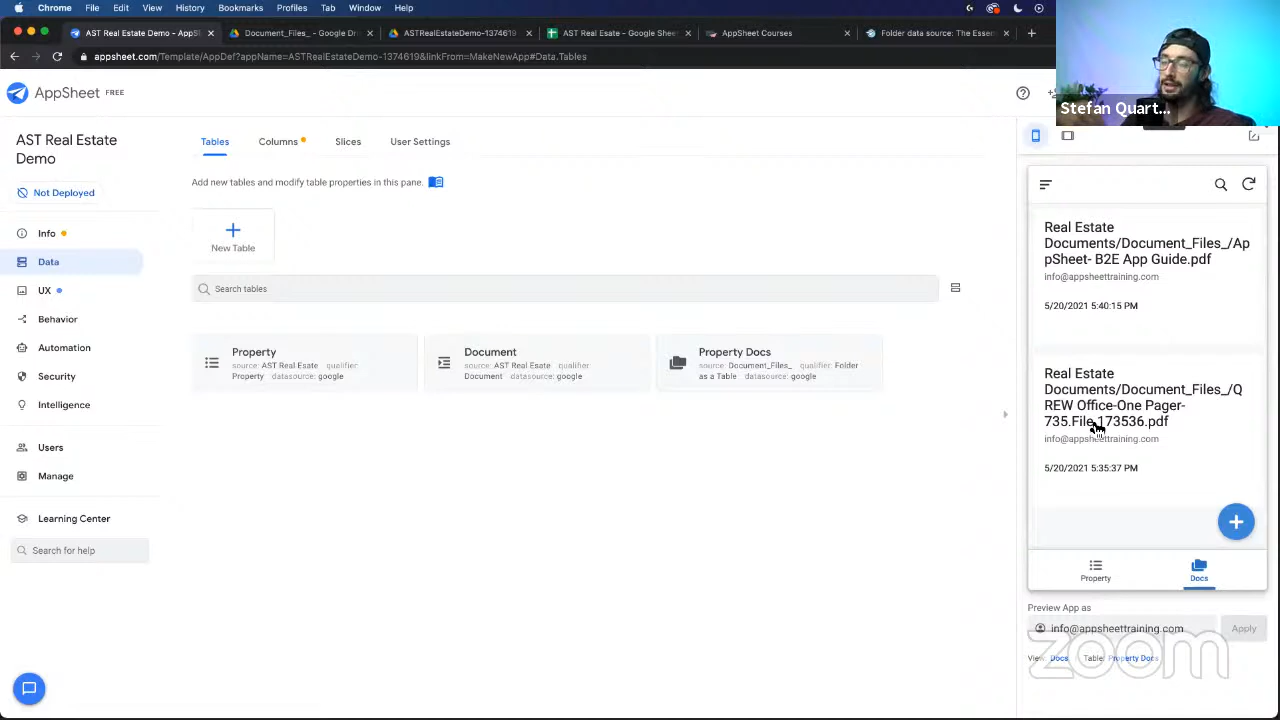 Chrome File Edit View History Bookmarks Profiles Tab Window Help
AST Real Estate Demo - AppS
Document_Files_ - Google Dr
ASTRealEstateDemo-1374619
AST Real Esate - Google Shee
AppSheet Courses
Folder data source: The Essen
appsheet.com/Template/AppDef?appName=ASTRealEstateDemo-1374619&linkFrom=MakeNewApp#Data.Tables
Stefan Quart...
AppSheet FREE
AST Real Estate
Demo
Not Deployed
Info
Data
UX
Behavior
Automation
Security
Intelligence
Users
Manage
Learning Center
Search for help
Tables Columns Slices User Settings
Add new tables and modify table properties in this pane.
New Table
Search tables
Property
source: AST Real Esate qualifier:
Property datasource: google
Document
source: AST Real Esate qualifier:
Document datasource: google
Property Docs
source: Document_Files_ qualifier: Folder
as a Table datasource: google
Real Estate
Documents/Document_Files_/Ap
pSheet- B2E App Guide.pdf
info@appsheettraining.com
5/20/2021 5:40:15 PM
Real Estate
Documents/Document_Files_/Q
REW Office-One Pager-
735.File.173536.pdf
info@appsheettraining.com
5/20/2021 5:35:37 PM
Property
Docs
Preview App as
info@appsheettraining.com
Apply
View: Docs Table: Property Docs
zoom